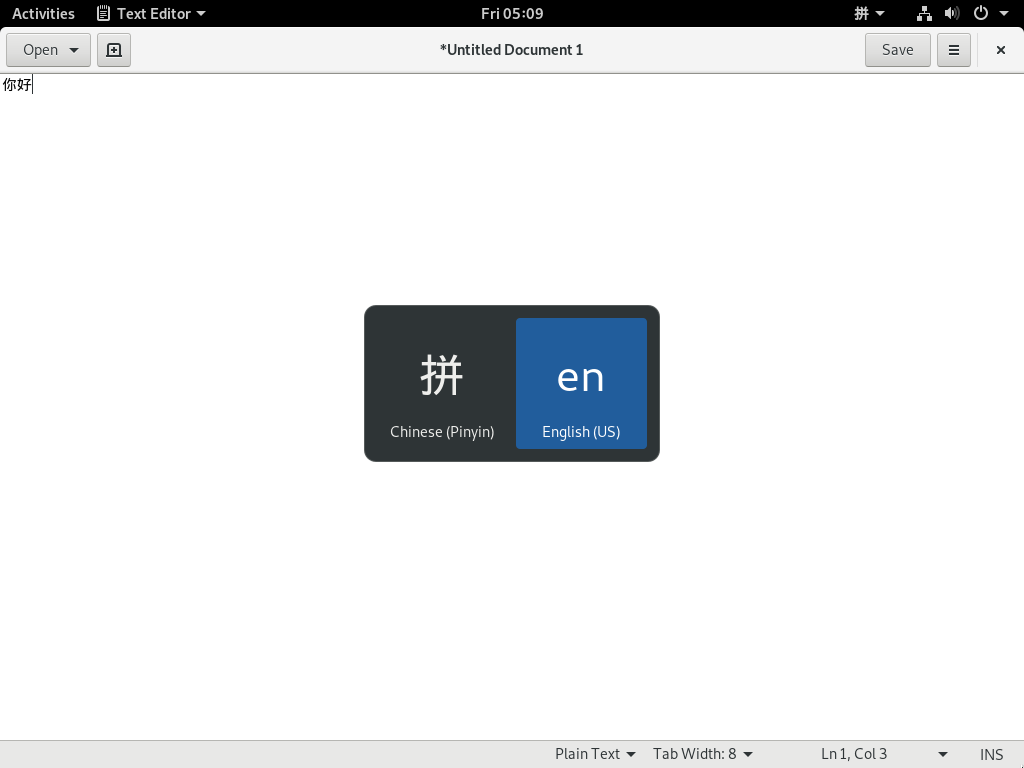 Activities Text Editor Fri 05:09 拼
Open *Untitled Document 1 Save
你好
拼 en
Chinese (Pinyin) English (US)
Plain Text Tab Width: 8 Ln 1, Col 3 INS